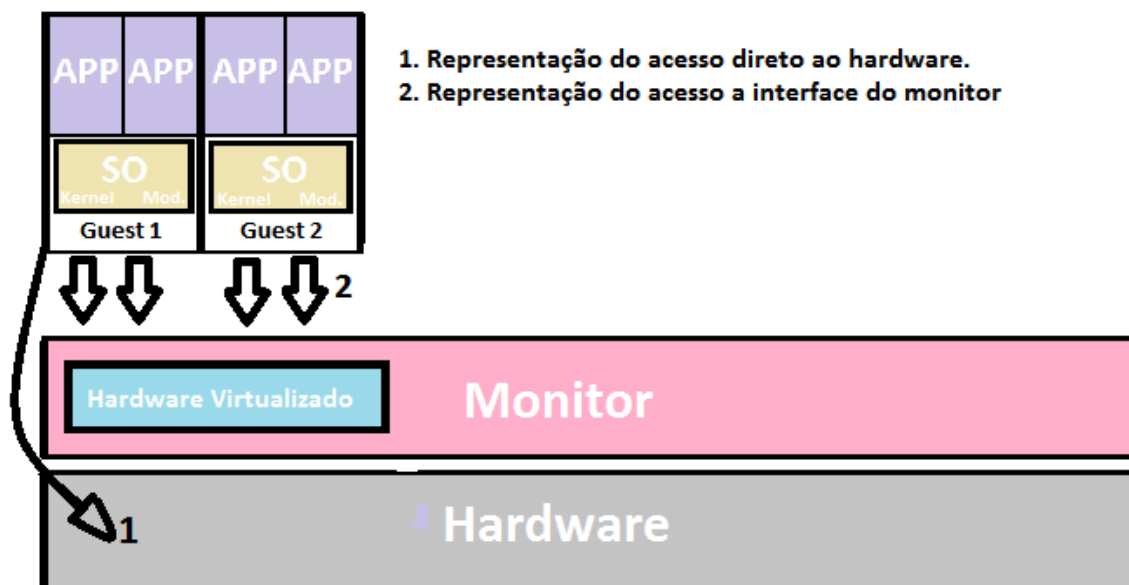 APP APP APP APP
1. Representação do acesso direto ao hardware.
2. Representação do acesso a interface do monitor
SO SO
Kernel Mod. Kernel Mod.
Guest 1 Guest 2
2
Hardware Virtualizado
Monitor
1
Hardware